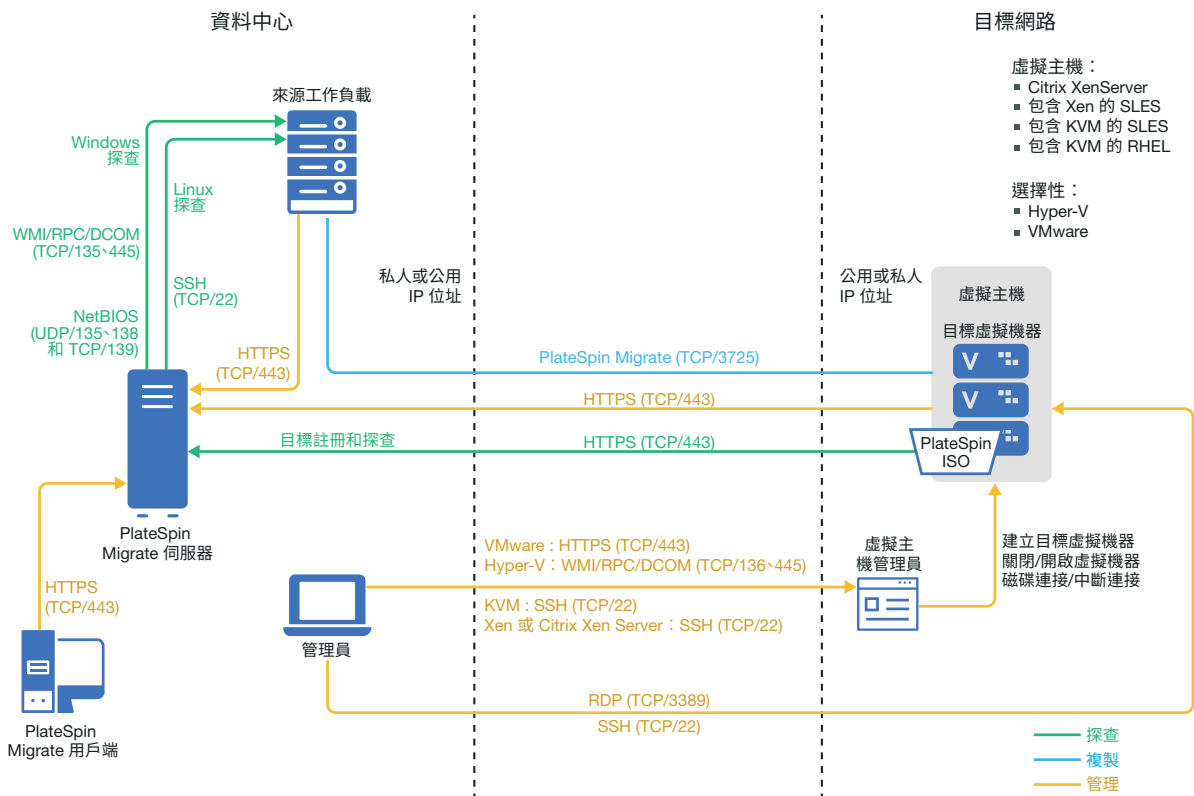 資料中心
目標網路
虛擬主機：
▪ Citrix XenServer
▪ 包含 Xen 的 SLES
▪ 包含 KVM 的 SLES
▪ 包含 KVM 的 RHEL
選擇性：
▪ Hyper-V
▪ VMware
來源工作負載
Windows
探查
Linux
探查
WMI/RPC/DCOM
(TCP/135、445)
SSH
(TCP/22)
NetBIOS
(UDP/135、138
和 TCP/139)
HTTPS
(TCP/443)
私人或公用
IP 位址
公用或私人
IP 位址
虛擬主機
目標虛擬機器
V
V
PlateSpin
ISO
PlateSpin Migrate (TCP/3725)
HTTPS (TCP/443)
目標註冊和探查
HTTPS (TCP/443)
PlateSpin
Migrate 伺服器
HTTPS
(TCP/443)
PlateSpin
Migrate 用戶端
管理員
VMware : HTTPS (TCP/443)
Hyper-V：WMI/RPC/DCOM (TCP/136、445)
KVM : SSH (TCP/22)
Xen 或 Citrix Xen Server：SSH (TCP/22)
虛擬主
機管理員
建立目標虛擬機器
關閉/開啟虛擬機器
磁碟連接/中斷連接
RDP (TCP/3389)
SSH (TCP/22)
探查
複製
管理